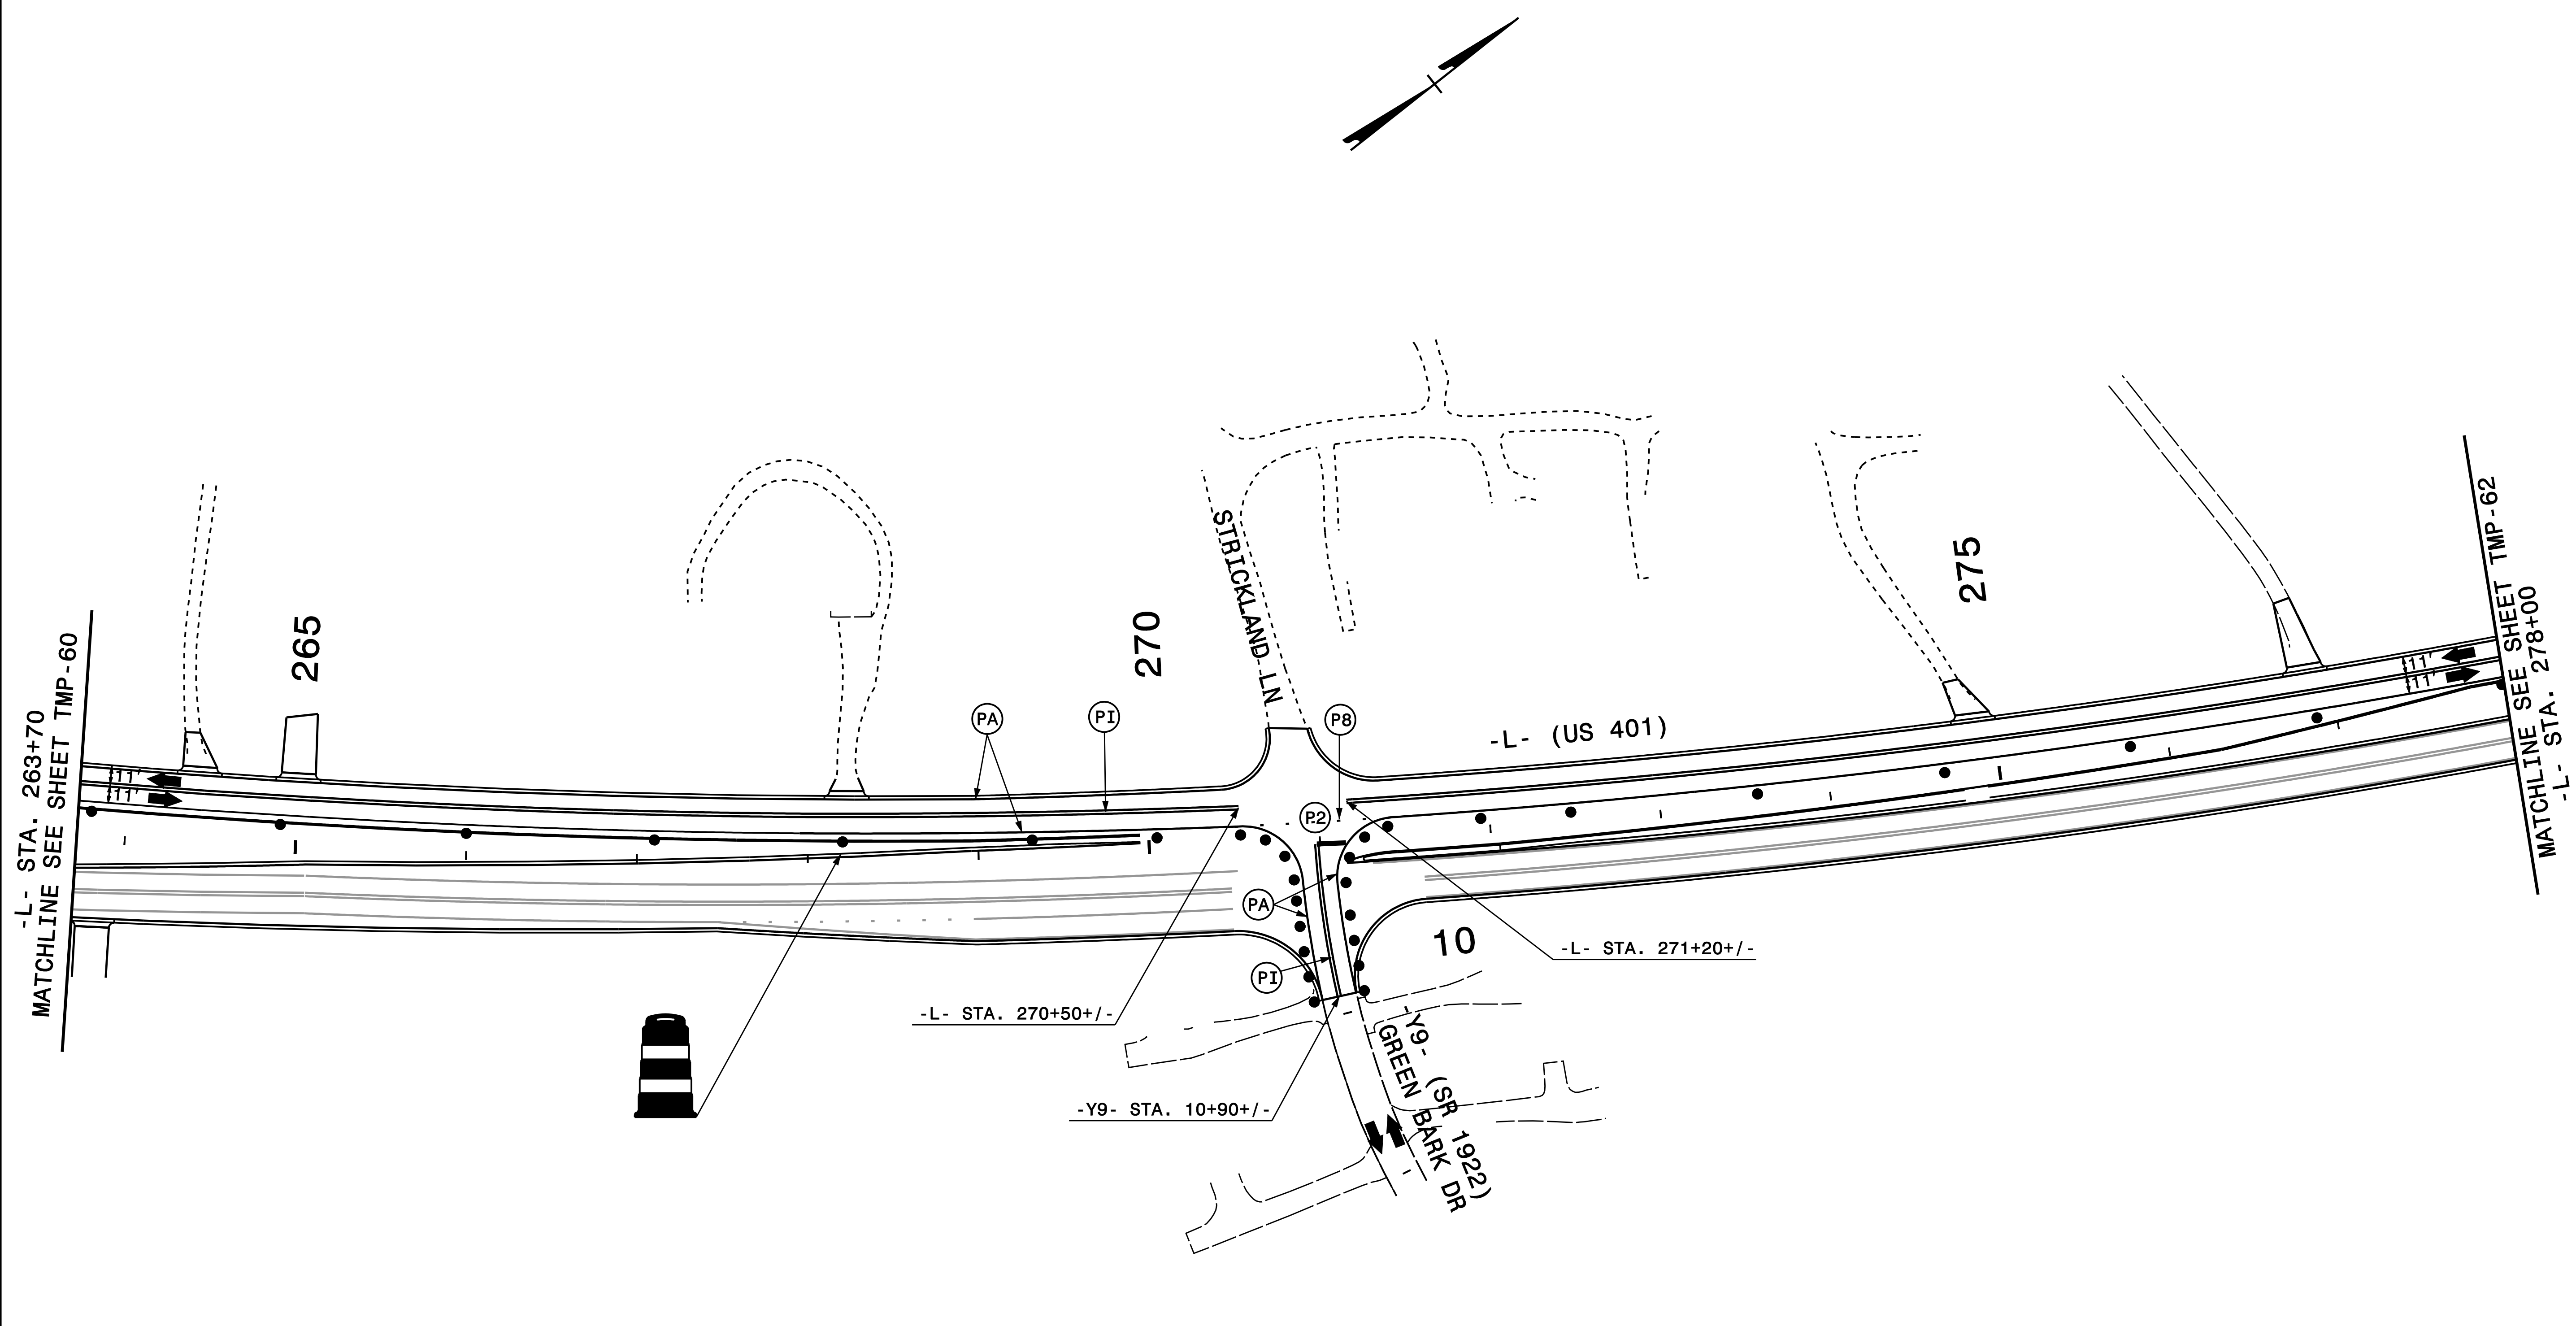 -L- STA. 263+70
MATCHLINE SEE SHEET TMP-60
265
270
275
STRICKLAND LN
PA
PI
P8
-L- (US 401)
11'
11'
11'
11'
MATCHLINE SEE SHEET TMP-62
-L- STA. 278+00
P2
PA
PI
10
-L- STA. 271+20+/-
-L- STA. 270+50+/-
-Y9- STA. 10+90+/-
-Y9- (SR 1922)
GREEN BARK DR